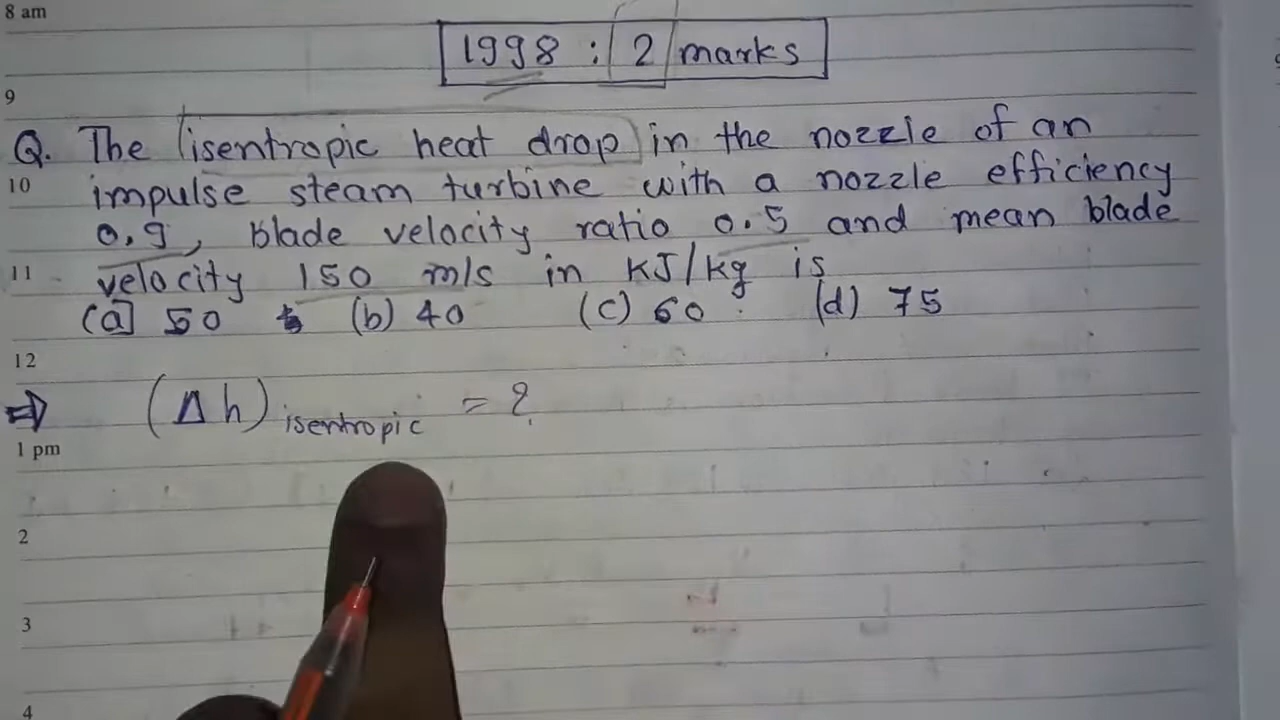 8 am
1998 : 2 marks
9
Q. The isentropic heat drop in the nozzle of an
10
impulse steam turbine with a nozzle efficiency
0.9, blade velocity ratio 0.5 and mean blade
11
velocity 150 m/s in KJ/kg is
(a) 50 (b) 40 (c) 60 (d) 75
12
⇒ (Δh) isentropic = ?
1 pm
2
3
4